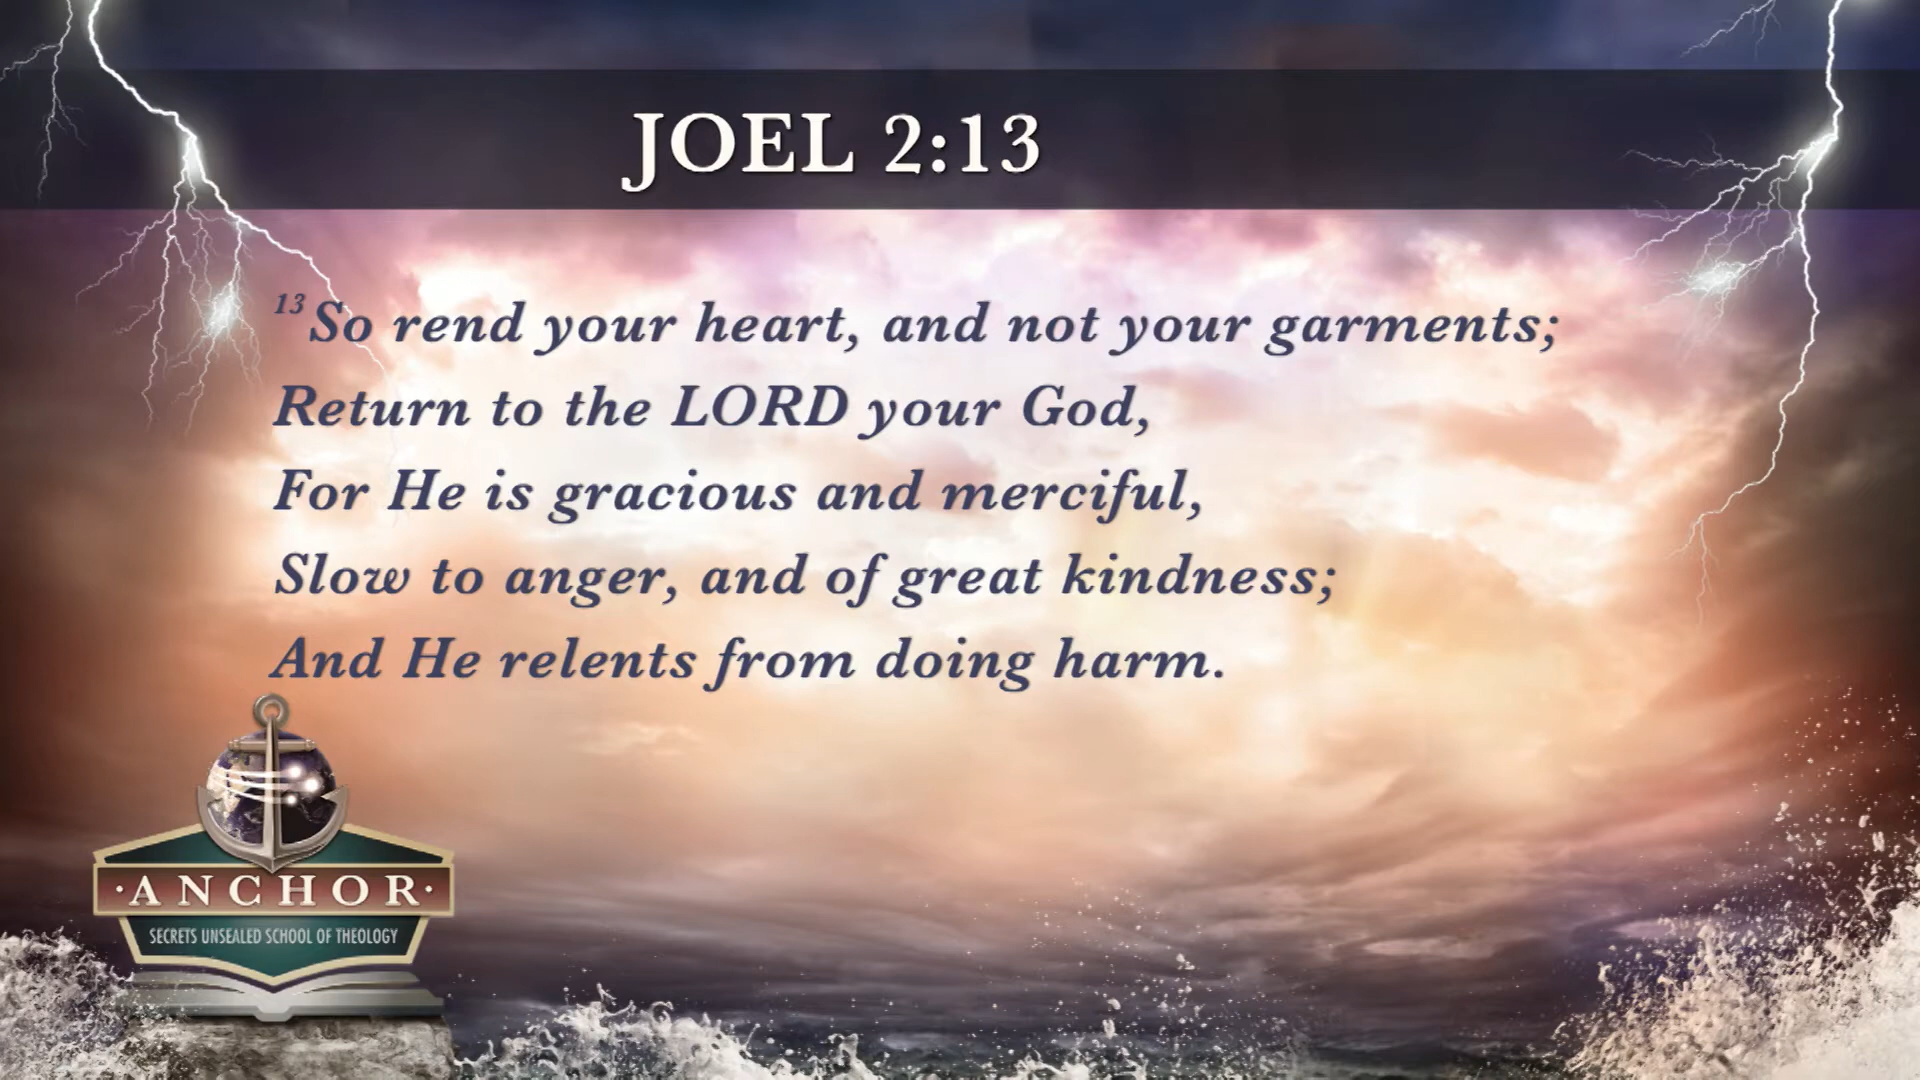 JOEL 2:13
13 So rend your heart, and not your garments;
Return to the LORD your God,
For He is gracious and merciful,
Slow to anger, and of great kindness;
And He relents from doing harm.
·ANCHOR·
SECRETS UNSEALED SCHOOL OF THEOLOGY